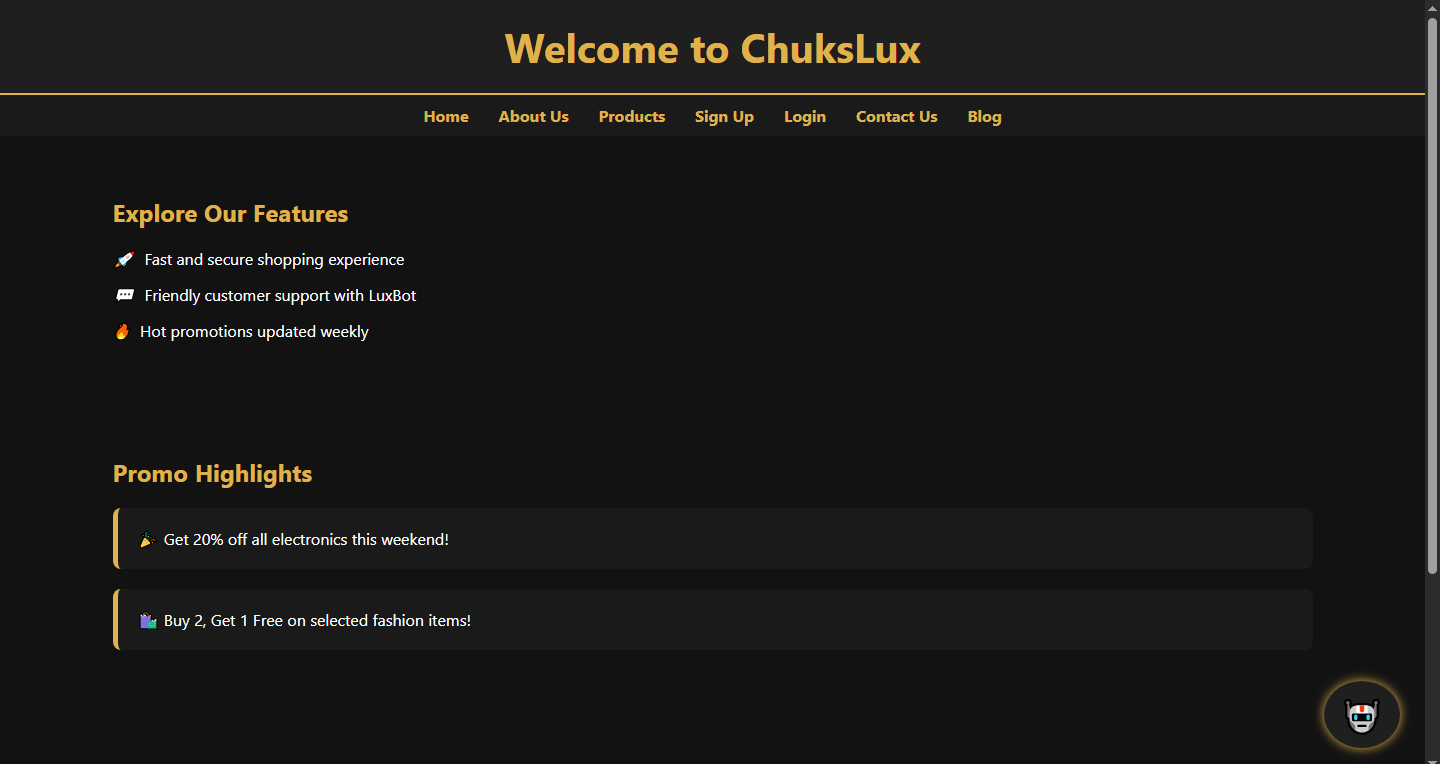 Welcome to ChuksLux
Home About Us Products Sign Up Login Contact Us Blog
Explore Our Features
🚀 Fast and secure shopping experience
💬 Friendly customer support with LuxBot
🔥 Hot promotions updated weekly
Promo Highlights
🎉 Get 20% off all electronics this weekend!
🛍️ Buy 2, Get 1 Free on selected fashion items!